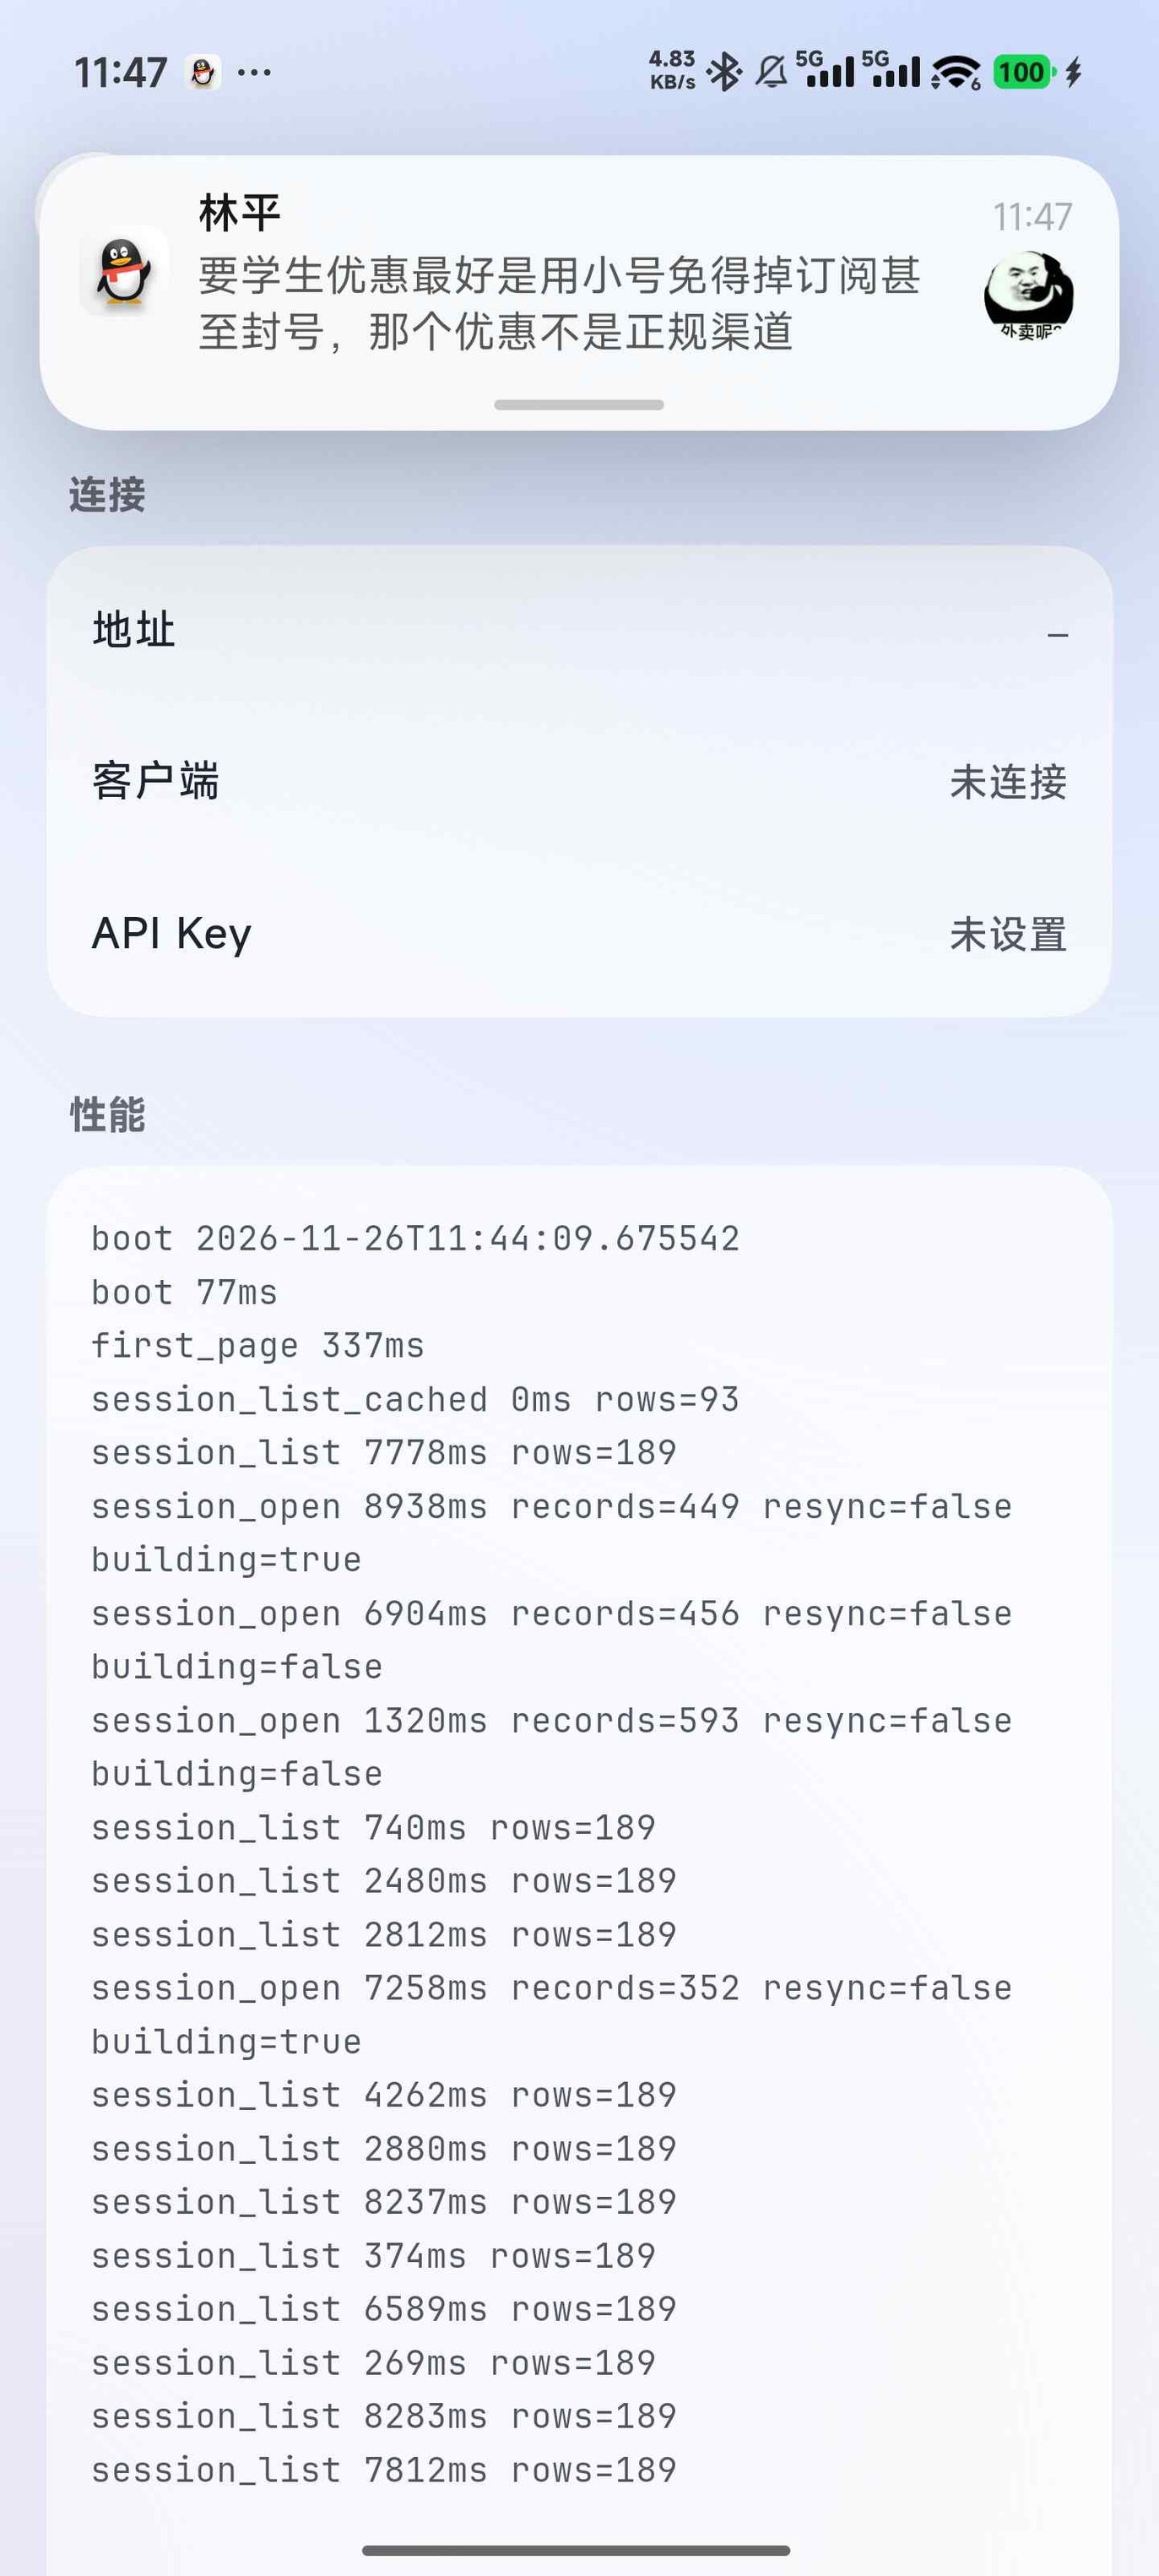 11:47
4.83
KB/s
5G
5G
6
100
林平
11:47
要学生优惠最好是用小号免得掉订阅甚
至封号，那个优惠不是正规渠道
外卖呢?
连接
地址
—
客户端
未连接
API Key
未设置
性能
boot 2026-11-26T11:44:09.675542
boot 77ms
first_page 337ms
session_list_cached 0ms rows=93
session_list 7778ms rows=189
session_open 8938ms records=449 resync=false
building=true
session_open 6904ms records=456 resync=false
building=false
session_open 1320ms records=593 resync=false
building=false
session_list 740ms rows=189
session_list 2480ms rows=189
session_list 2812ms rows=189
session_open 7258ms records=352 resync=false
building=true
session_list 4262ms rows=189
session_list 2880ms rows=189
session_list 8237ms rows=189
session_list 374ms rows=189
session_list 6589ms rows=189
session_list 269ms rows=189
session_list 8283ms rows=189
session_list 7812ms rows=189